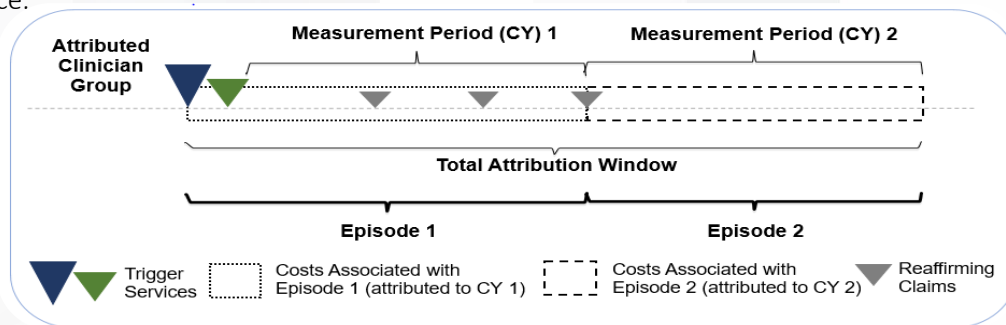 ce.
Attributed
Clinician
Group
Measurement Period (CY) 1
Measurement Period (CY) 2
Total Attribution Window
Episode 1
Episode 2
Trigger
Services
Costs Associated with
Episode 1 (attributed to CY 1)
Costs Associated with
Episode 2 (attributed to CY 2)
Reaffirming
Claims